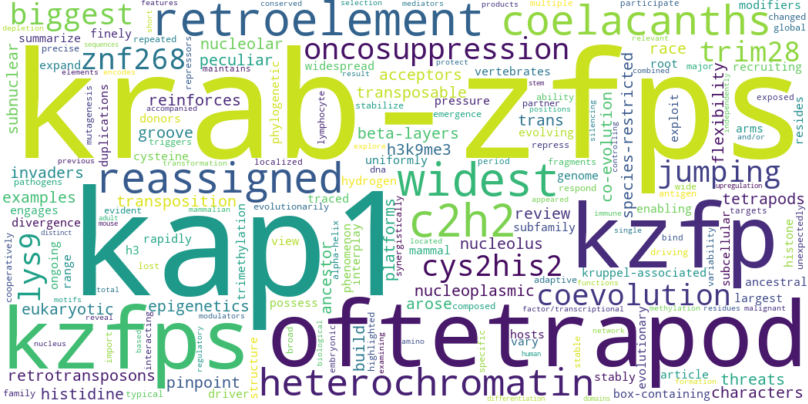 biggest features retroelement coelacanths modifiers
conserved selection mediators products multiple participate changed global
short depletion summarize precise repeated nucleolar race root
finely znf268 oncosuppression acceptors trim28
expand repressors peculiar widespread vertebrates major recruiting
subnuclear krab-zfps
elements encodes transposable
reinforces maintains result protect pressure partner trans ability positions
mutagenesis accompanied phylogenetic lymphocyte stabilize emergence stem
duplications donors groove beta-layers evolving repress silencing
cysteine triggers h3k9me3 uniformly genome respond
previous transformation localized hydrogen dna explore period fragments
reassigned widest jumping
invaders pathogens transposition traced
examples engages evident mammalian evolutionarily
divergence adult mouse view phenomenon interplay
lys9 ongoing range h3 lost kap1 c2h2 kzfp
rapidly distinct possess ancestor alpha-helix platforms synergistically
cooperatively eukaryotic epigenetics trimethylation
review subfamily enabling nucleolus mammal
cys2his2 nucleoplasmic arose composed
co-evolution species-restricted controlling exploit exposed and/or
flexibility residing arms wide antigen upregulation
tetrapods targets immune single bind driving
kruppel-associated subcellular variability histone unexpectedly
located appeared adaptive functions ancestral
coevolution largest
factor/transcriptional methylation residues malignant
motifs total modulators kzfps oftetrapod
interacting nucleus reveal import based regulatory
broad biological embryonic examining build highlighted
amino specific hosts vary human stable network
evolutionary relevant
retrotransposons pinpoint structure heterochromatin stably
article threats formation
family histidine typical driver
differentiation domains box-containing characters